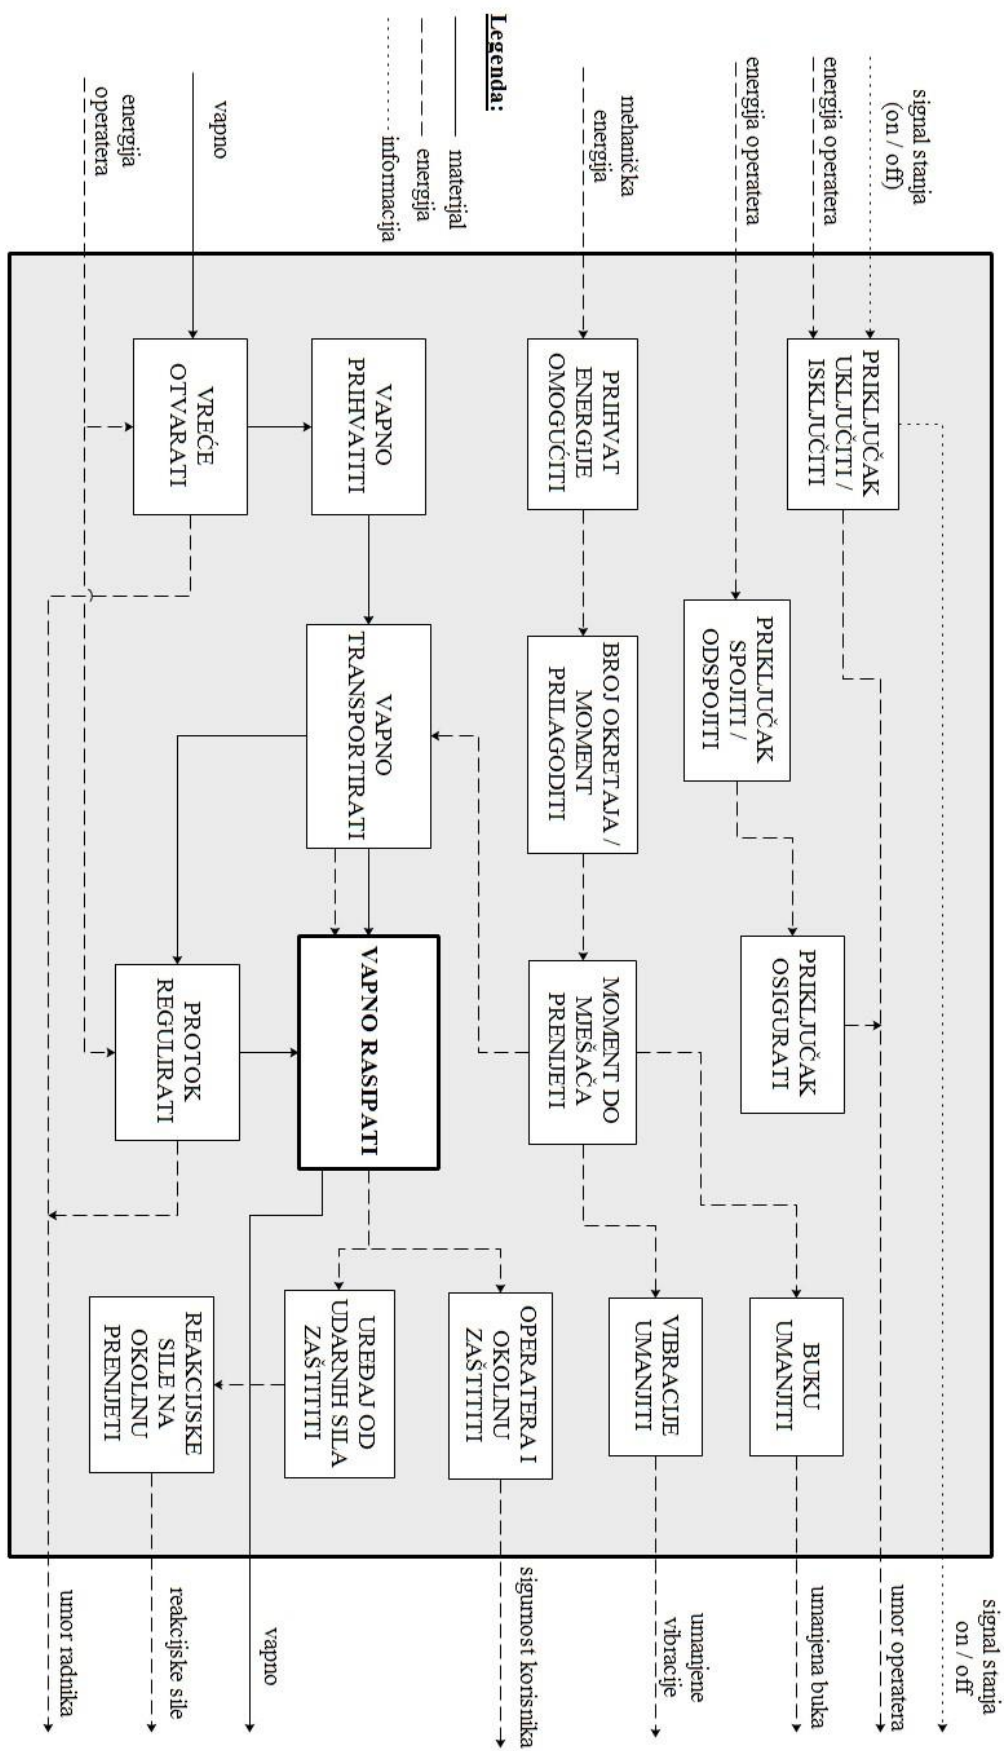 signal stanja
(on / off)
energija operatera
energija operatera
mehanička
energija
Legenda:
materijal
energija
informacija
vapno
energija
operatera
PRIKLJUČAK
UKLJUČITI /
ISKLJUČITI
PRIKLJUČAK
SPOJITI /
ODSPOJITI
PRIKLJUČAK
OSIGURATI
PRIHVAT
ENERGIJE
OMOGUĆITI
BROJ OKRETAJA /
MOMENT
PRILAGODITI
MOMENT DO
MJEŠAČA
PRENIJETI
VAPNO
PRIHVATITI
VAPNO
TRANSPORTIRATI
VAPNO RASIPATI
VREĆE
OTVARATI
PROTOK
REGULIRATI
BUKU
UMANJITI
VIBRACIJE
UMANJITI
OPERATERA I
OKOLINU
ZAŠTITITI
UREĐAJ OD
UDARNIH SILA
ZAŠTITITI
REAKCIJSKE
SILE NA
OKOLINU
PRENIJETI
signal stanja
on / off
umor operatera
umanjena buka
umanjene
vibracije
sigurnost korisnika
vapno
reakcijske sile
umor radnika